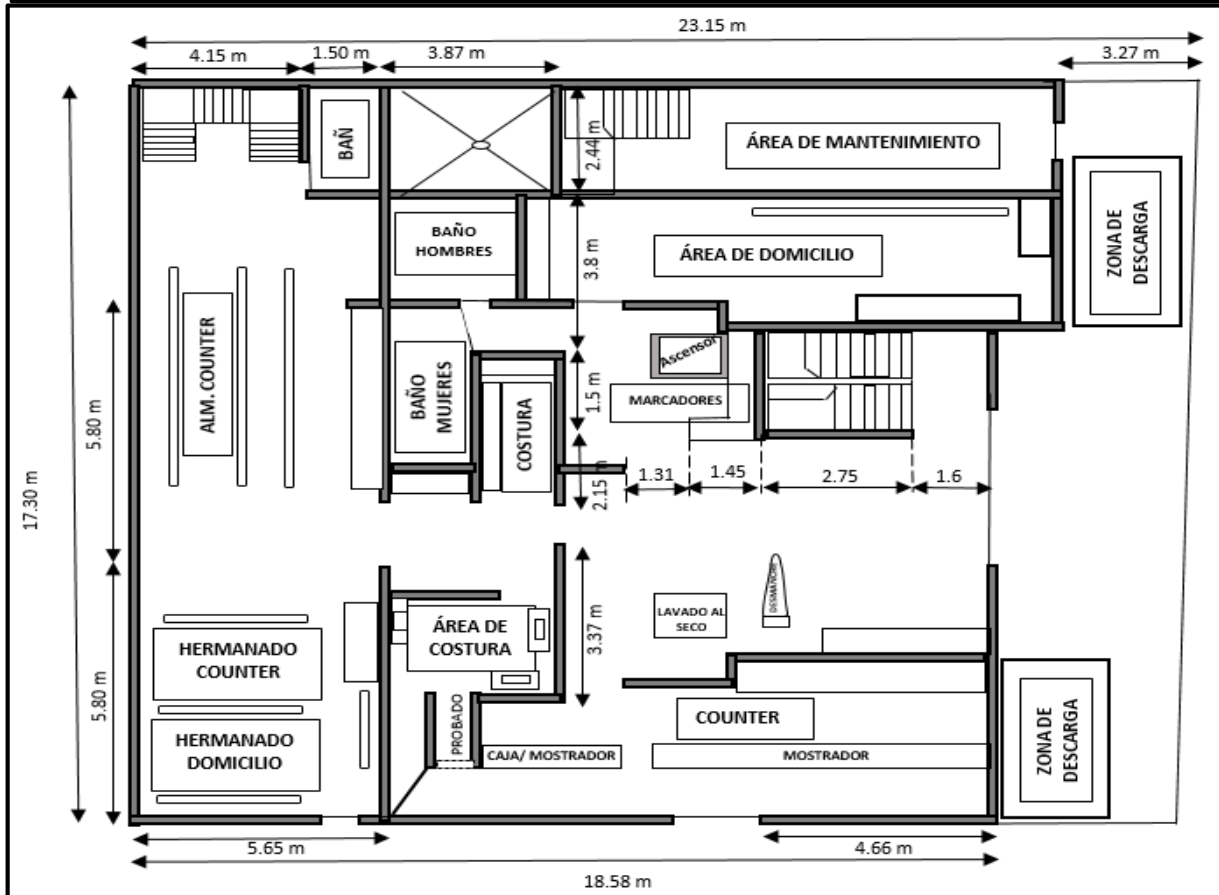 23.15 m
4.15 m
1.50 m
3.87 m
3.27 m
BAÑ
2.44 m
ÁREA DE MANTENIMIENTO
ZONA DE
DESCARGA
BAÑO
HOMBRES
3.8 m
ÁREA DE DOMICILIO
ALM. COUNTER
5.80 m
17.30 m
BAÑO
MUJERES
COSTURA
Ascensor
1.5 m
MARCADORES
2.15 m
1.31
1.45
2.75
1.6
DESMANCHE
LAVADO AL
SECO
3.37 m
ÁREA DE
COSTURA
HERMANADO
COUNTER
5.80 m
HERMANADO
DOMICILIO
PROBADO
COUNTER
CAJA/ MOSTRADOR
MOSTRADOR
ZONA DE
DESCARGA
5.65 m
4.66 m
18.58 m